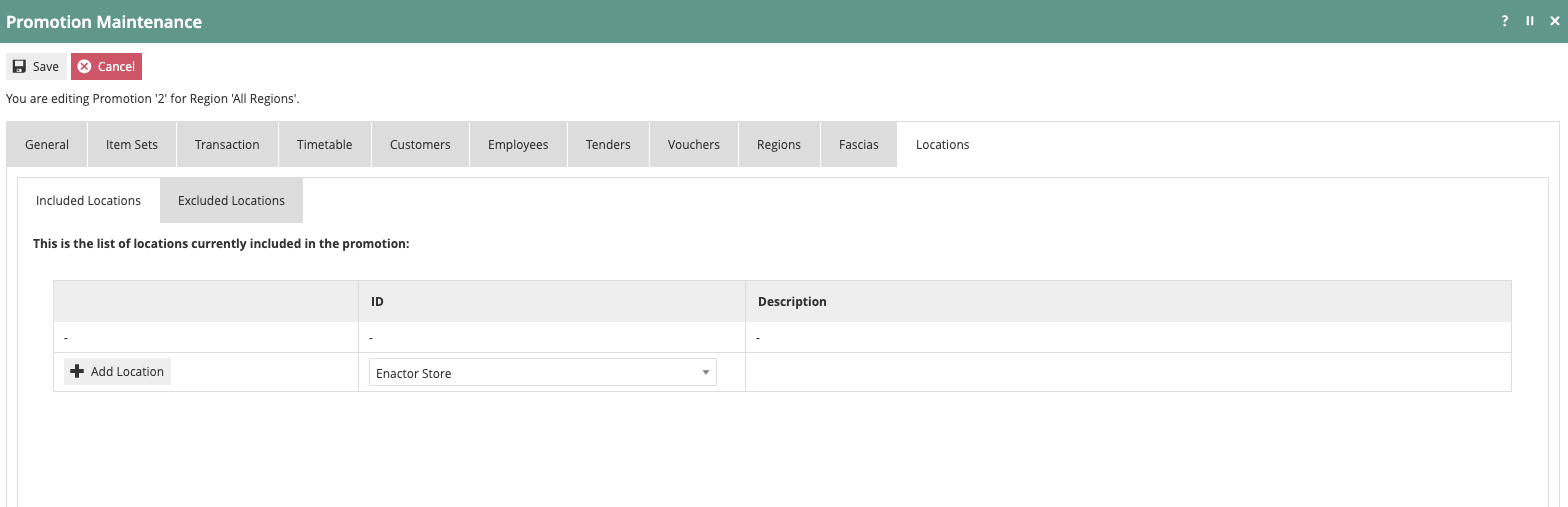 Promotion Maintenance ?
Save Cancel
You are editing Promotion '2' for Region 'All Regions'.
General Item Sets Transaction Timetable Customers Employees Tenders Vouchers Regions Fascias Locations
Included Locations Excluded Locations
This is the list of locations currently included in the promotion:
ID Description
- - -
Add Location Enactor Store